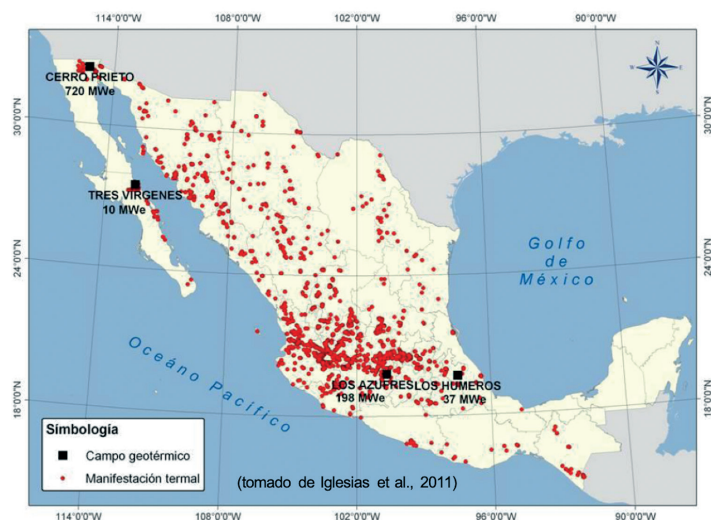 114°0'0"W
108°0'0"W
102°0'0"W
96°0'0"W
90°0'0"W
N
W
E
S
CERRO PRIETO
720 MWe
30°0'0"N
30°0'0"N
TRES VIRGENES
10 MWe
24°0'0"N
24°0'0"N
Golfo
de
México
Oceáno Pacífico
LOS AZUFRES
198 MWe
LOS HUMEROS
37 MWe
18°0'0"N
18°0'0"N
Símbología
Campo geotérmico
Manifestación termal
(tomado de Iglesias et al., 2011)
114°0'0"W
108°0'0"W
102°0'0"W
96°0'0"W
90°0'0"W